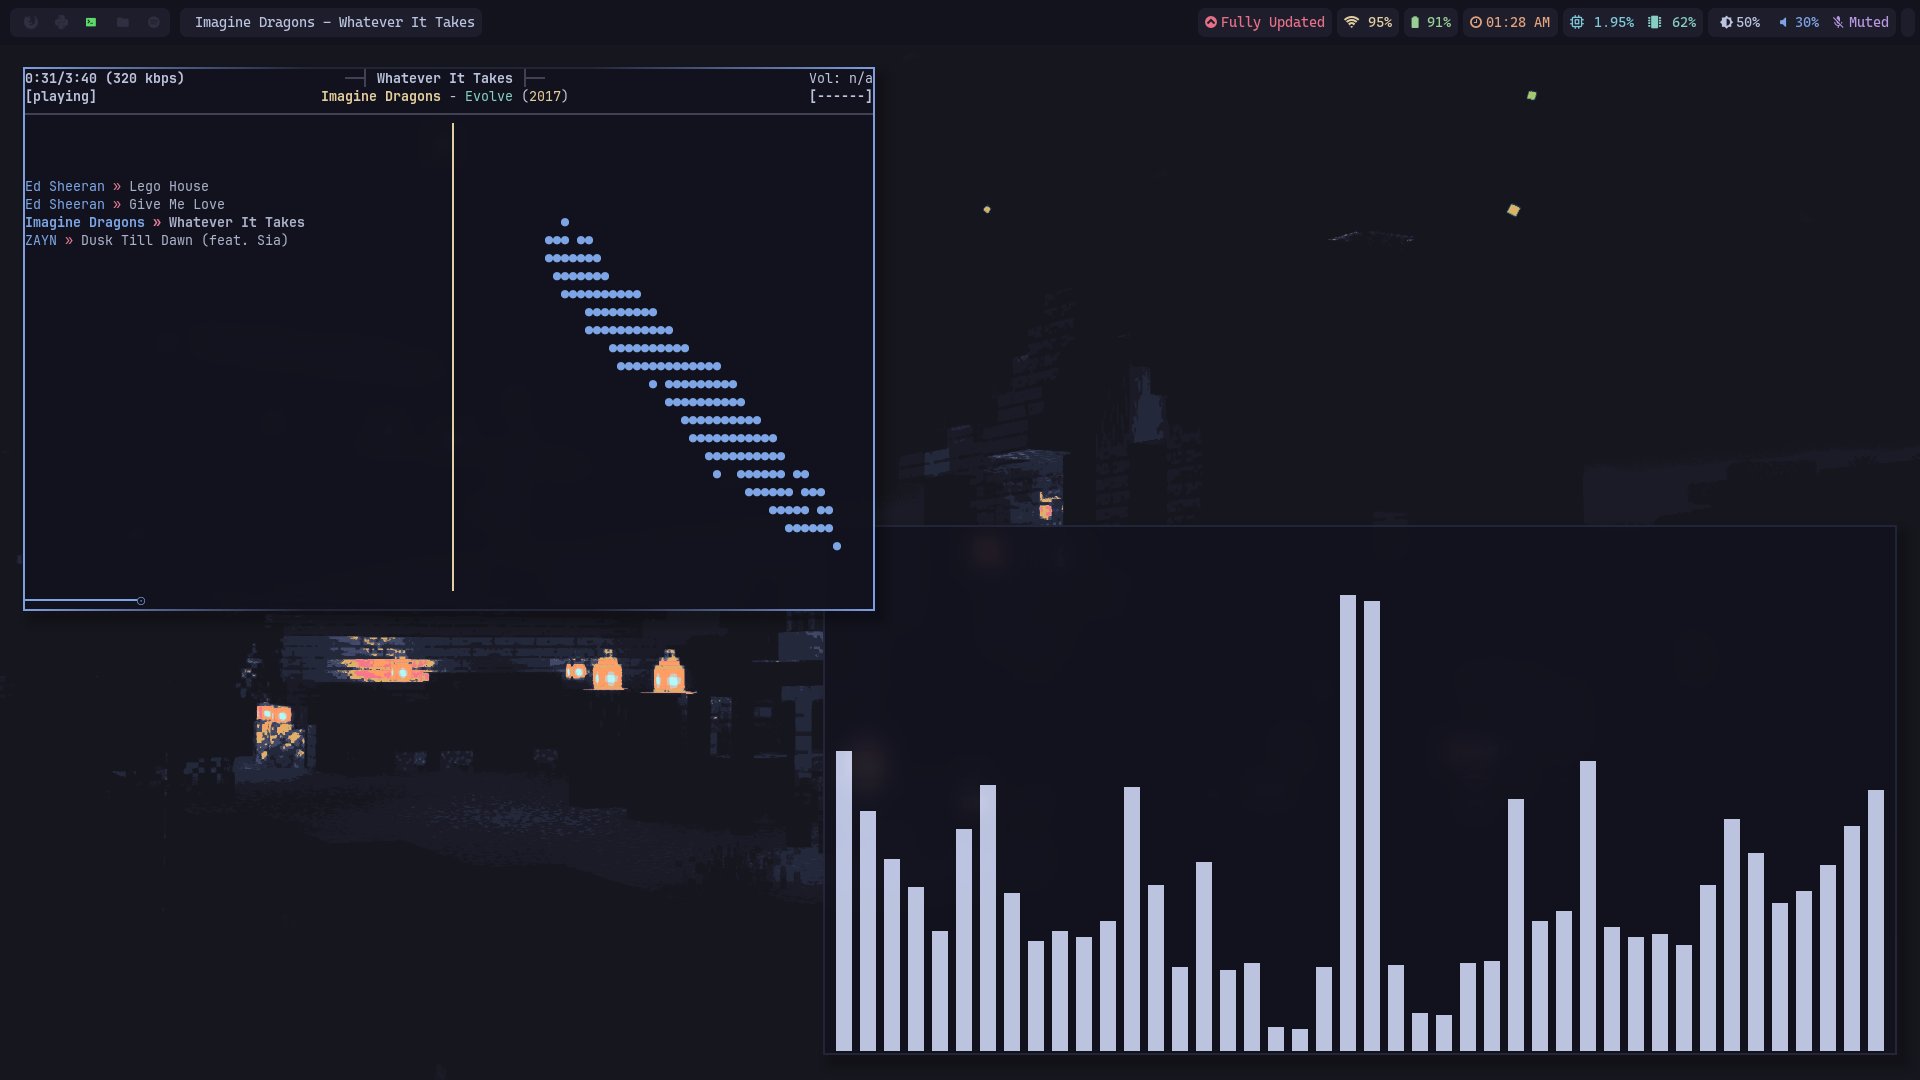 Imagine Dragons – Whatever It Takes
Fully Updated 95% 91% 01:28 AM 1.95% 62% 50% 30% Muted
0:31/3:40 (320 kbps) Whatever It Takes Vol: n/a
[playing] Imagine Dragons - Evolve (2017) [------]
Ed Sheeran » Lego House
Ed Sheeran » Give Me Love
Imagine Dragons » Whatever It Takes
ZAYN » Dusk Till Dawn (feat. Sia)